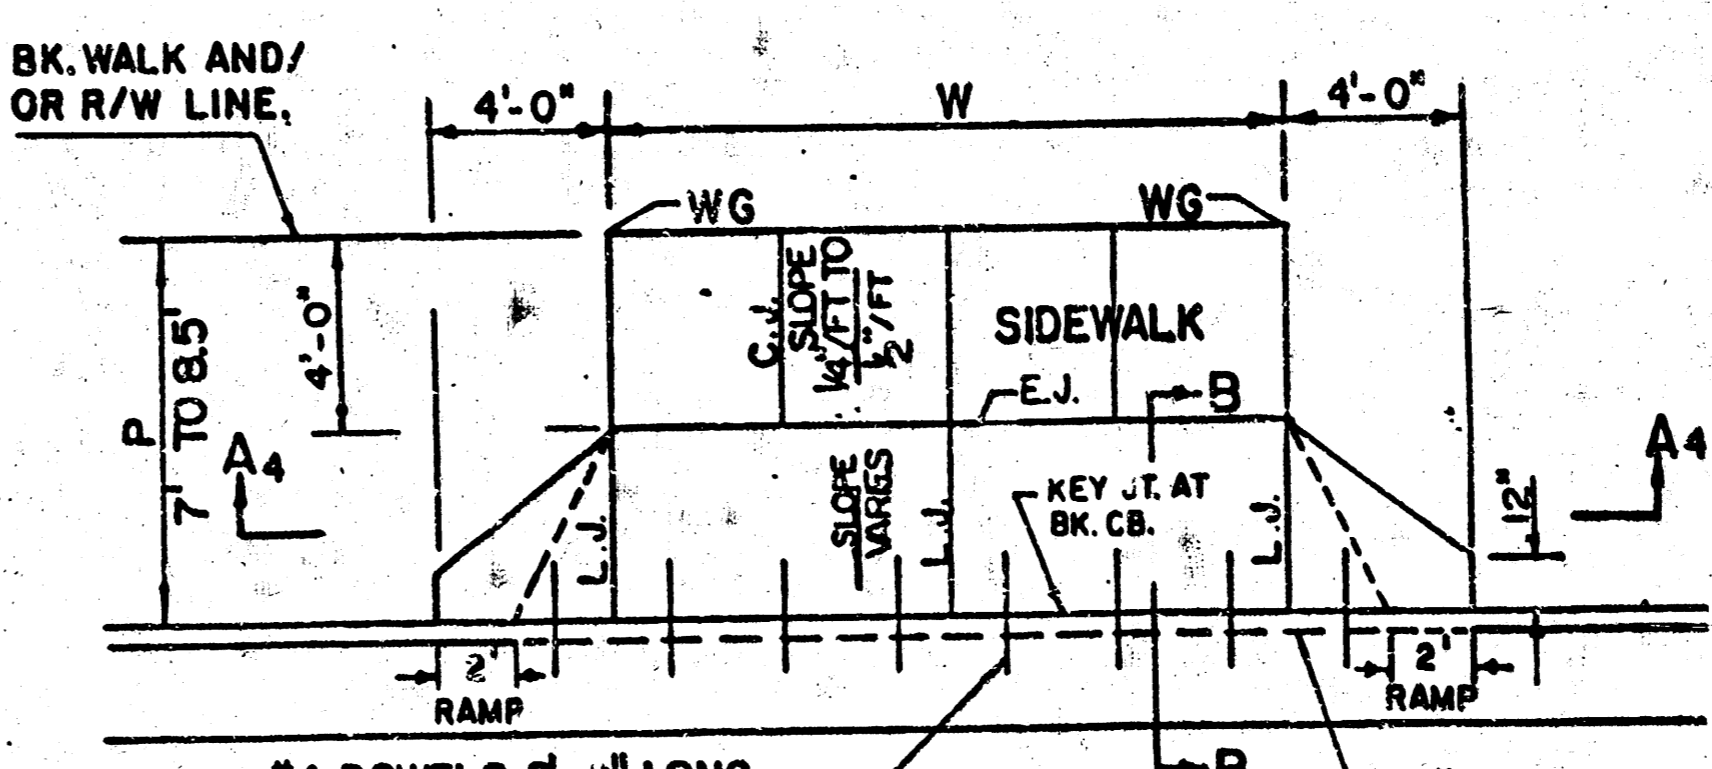 BK. WALK AND/
OR R/W LINE.
4'-0"
W
4'-0"
WG
WG
C.J.
SLOPE
1/4"/FT TO
1/2"/FT
SIDEWALK
4'-0"
P
7' TO 8.5'
E.J.
B
A4
A4
SLOPE
VARIES
KEY JT. AT
BK. CB.
L.J.
L.J.
L.J.
12"
2'
RAMP
2'
RAMP
LONG
B